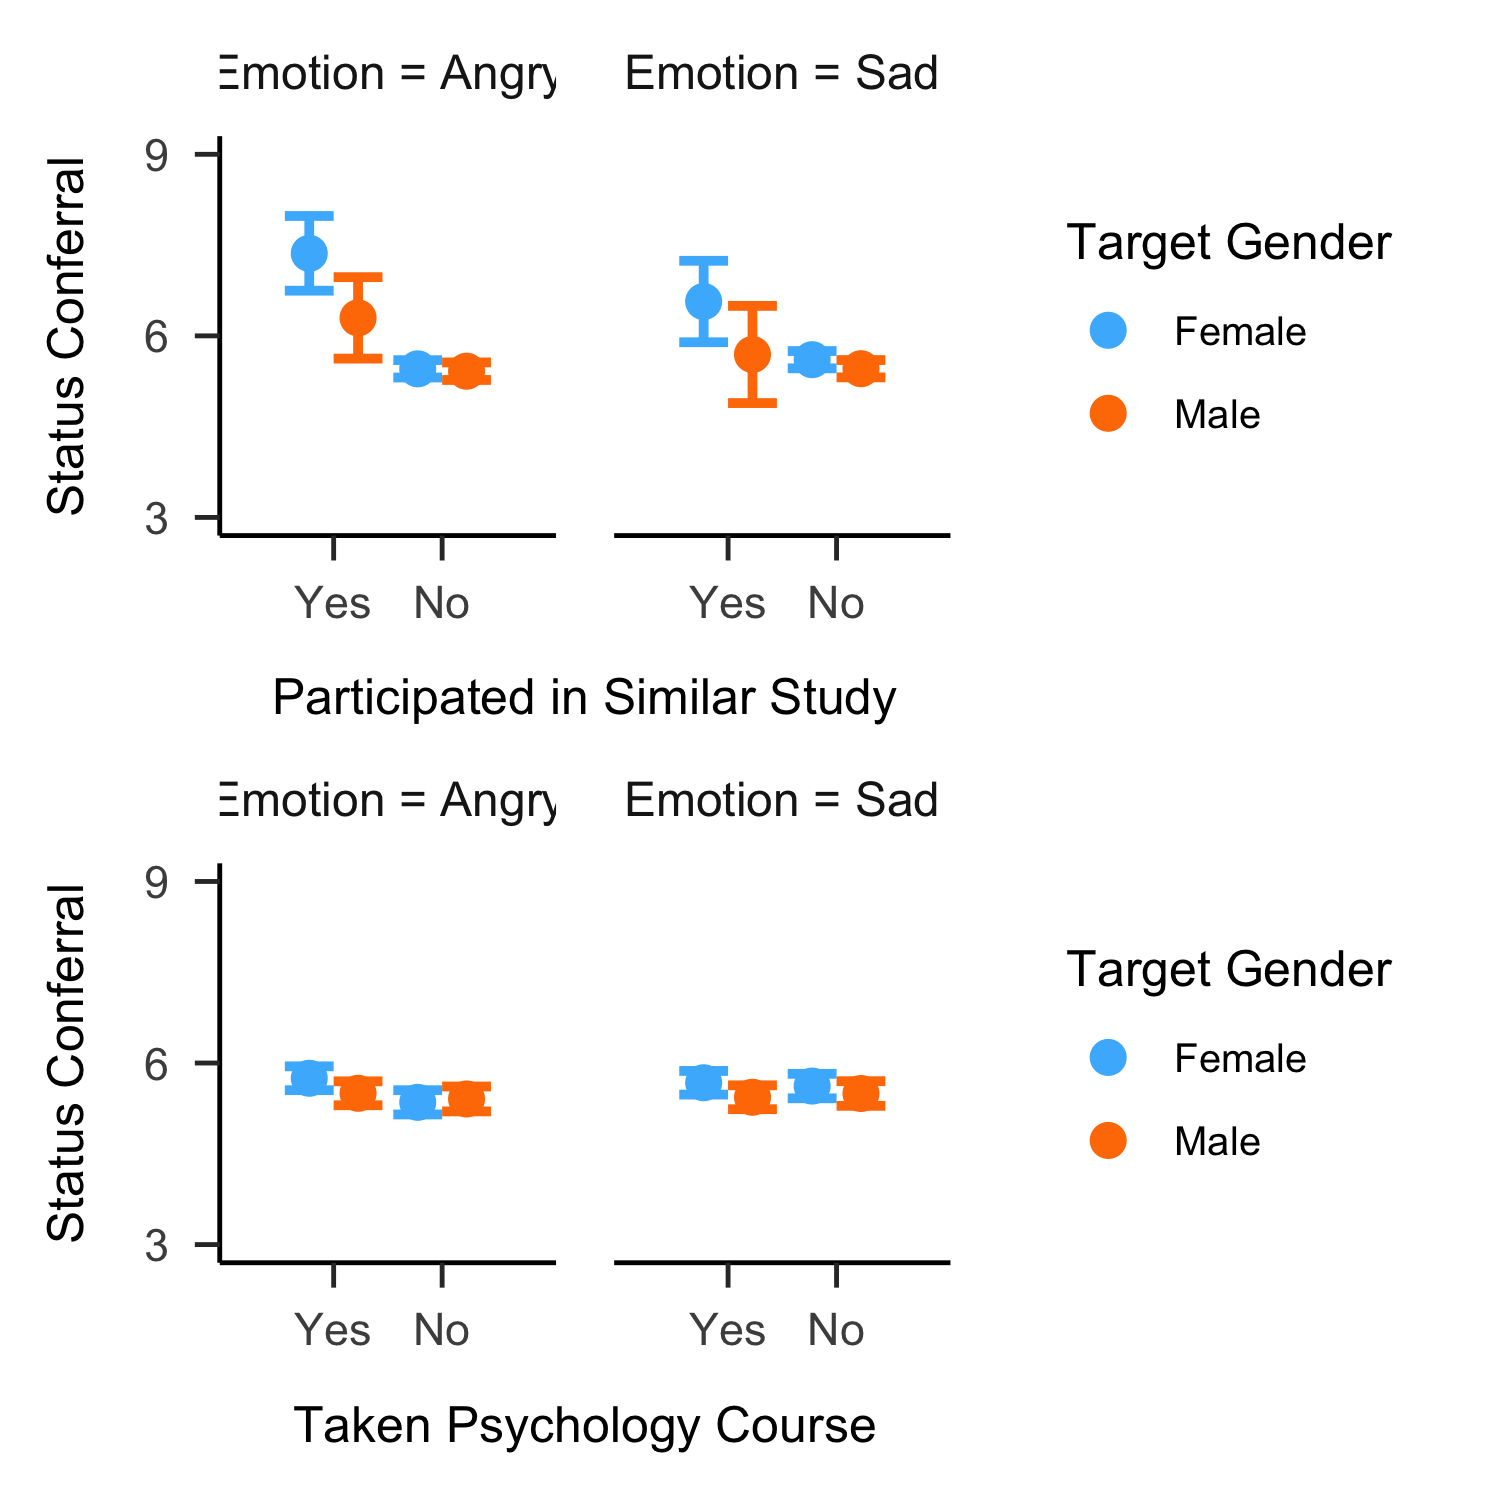 Emotion = Angry
Emotion = Sad
Status Conferral
9
6
3
Yes
No
Yes
No
Participated in Similar Study
Target Gender
Female
Male
Emotion = Angry
Emotion = Sad
Status Conferral
9
6
3
Yes
No
Yes
No
Taken Psychology Course
Target Gender
Female
Male